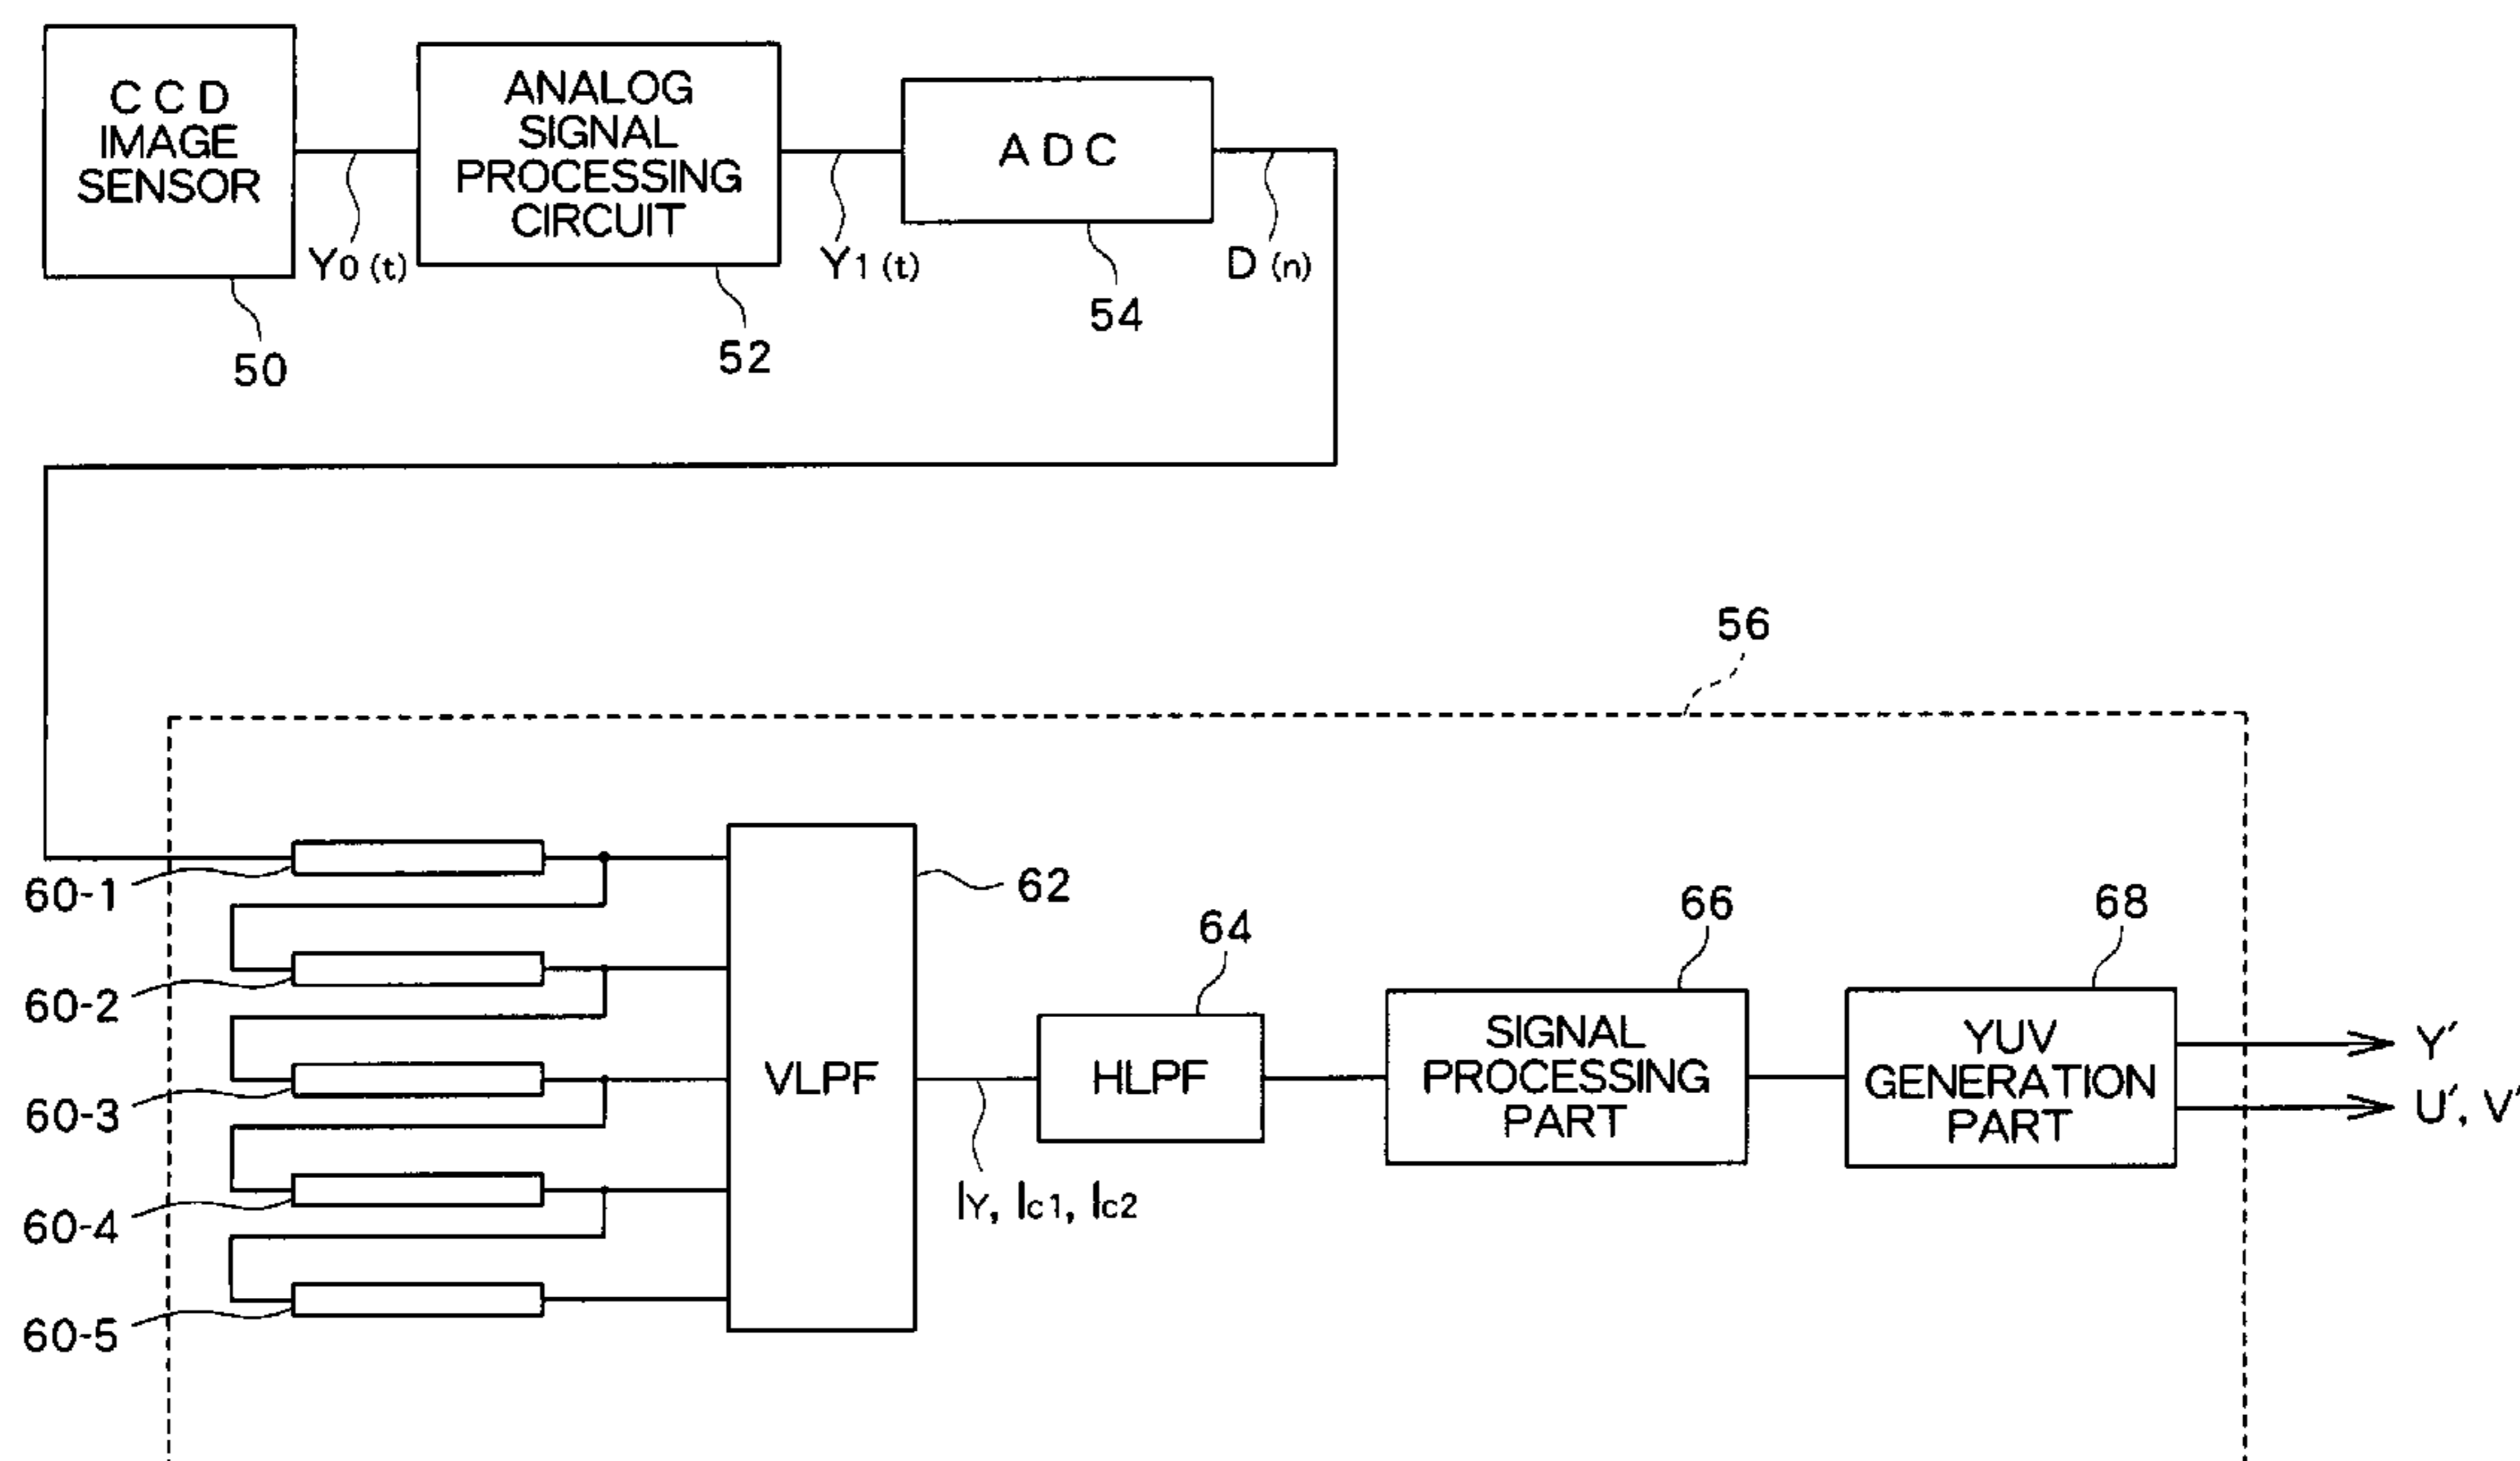 C C D
IMAGE
SENSOR
ANALOG
SIGNAL
PROCESSING
CIRCUIT
A D C
Y0 (t)
Y1 (t)
D (n)
50
52
54
56
60-1
60-2
60-3
60-4
60-5
VLPF
62
IY, Ic1, Ic2
HLPF
64
SIGNAL
PROCESSING
PART
66
YUV
GENERATION
PART
68
Y′
U′, V′